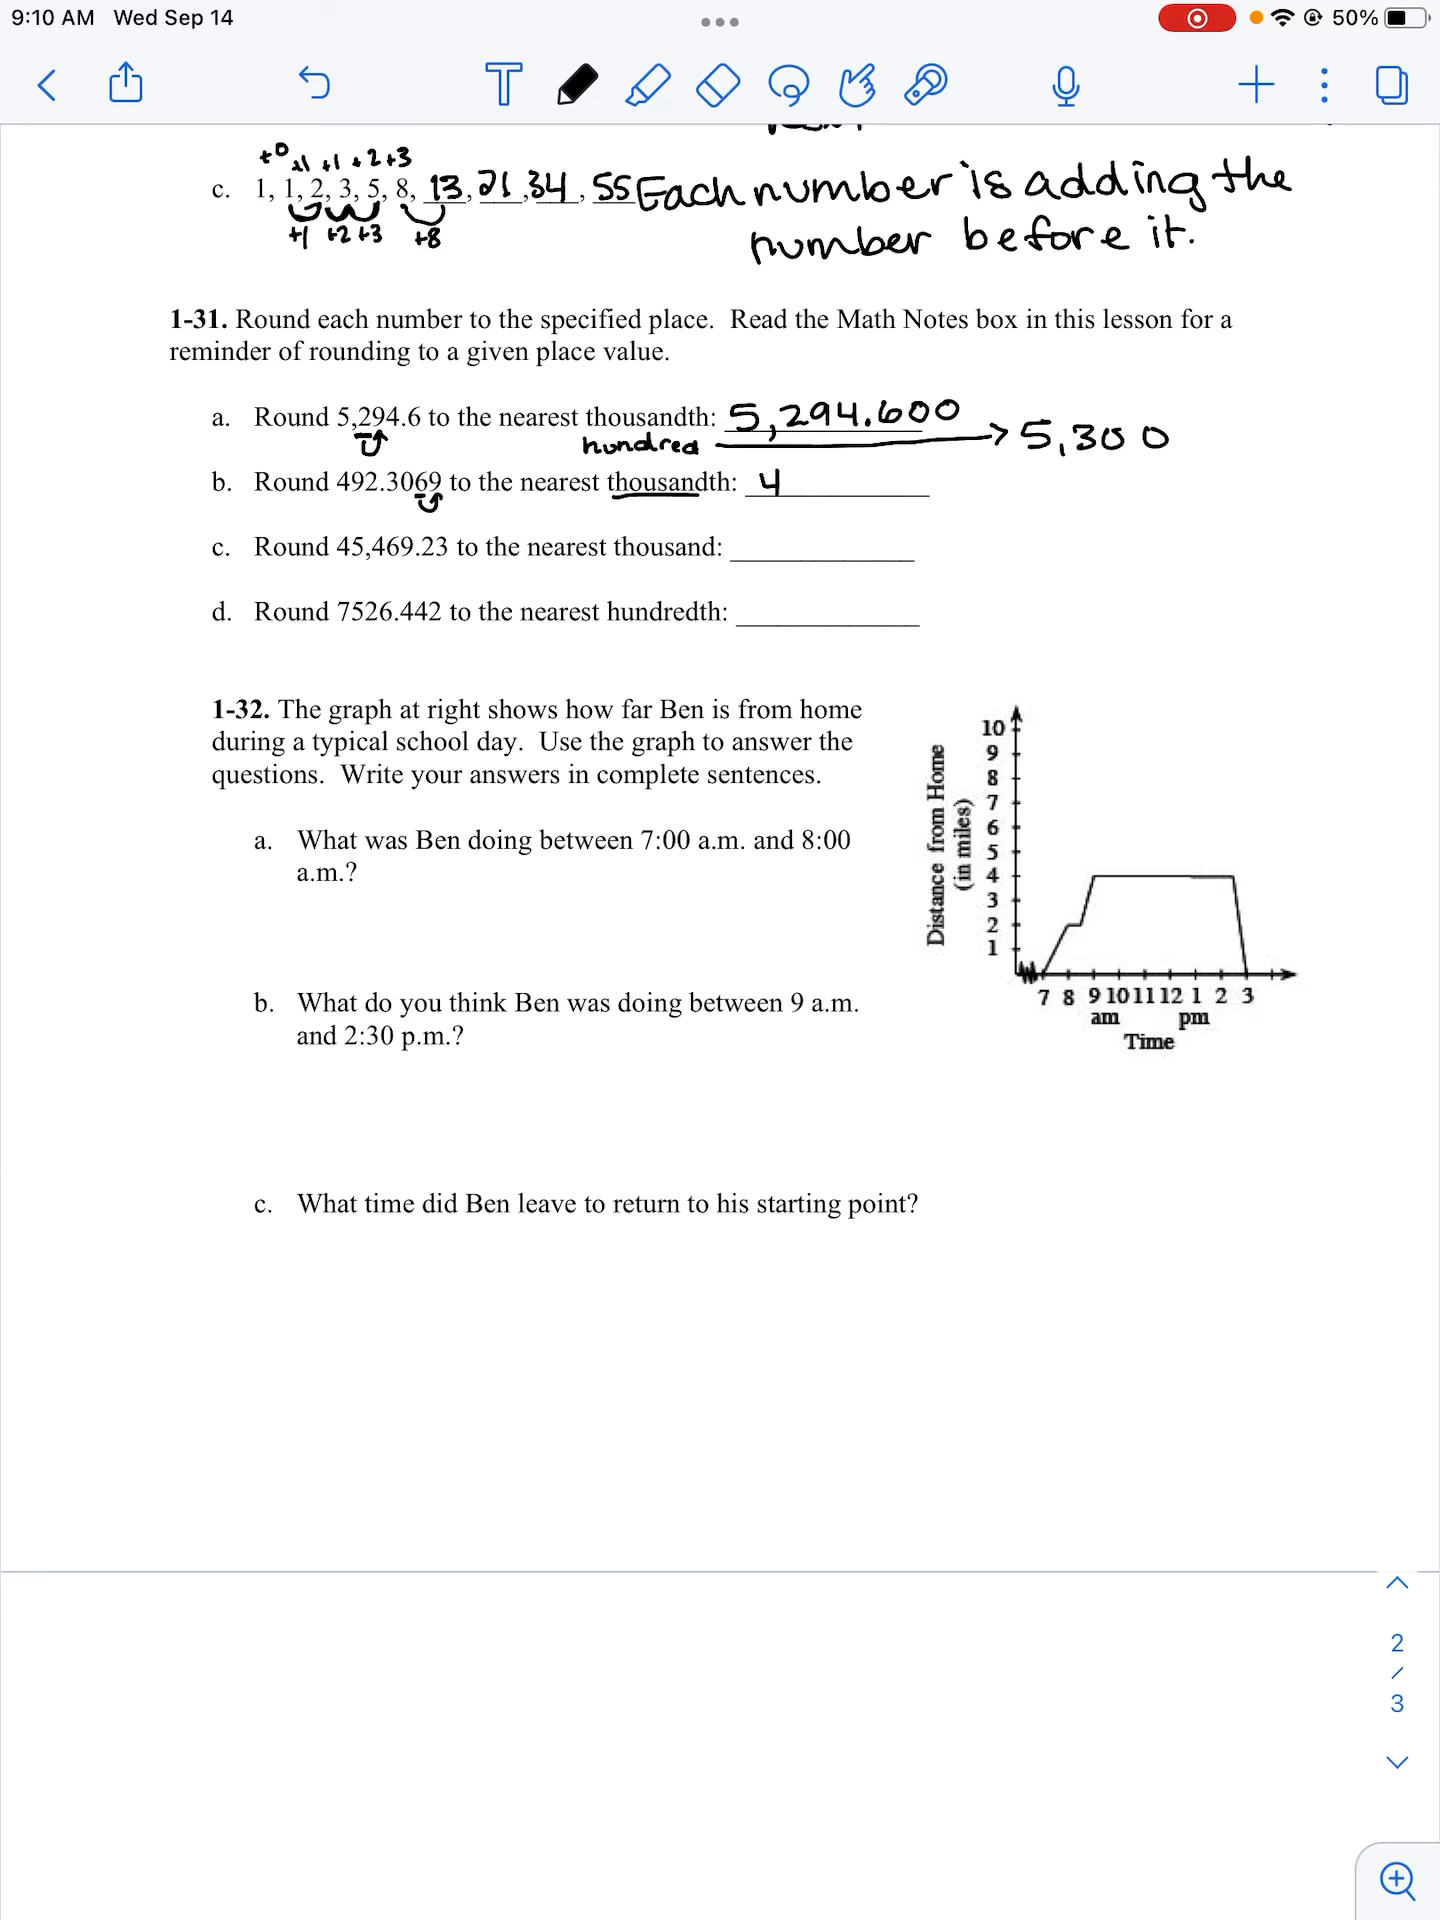 9:10 AM Wed Sep 14
50%
+0 +1 +1 +2 +3
c. 1, 1, 2, 3, 5, 8, 13, 21, 34, 55 Each number is adding the
+1 +2 +3 +8 number before it.
1-31. Round each number to the specified place. Read the Math Notes box in this lesson for a
reminder of rounding to a given place value.
a. Round 5,294.6 to the nearest thousandth: 5,294.600
hundred → 5,300
b. Round 492.3069 to the nearest thousandth: 4
c. Round 45,469.23 to the nearest thousand:
d. Round 7526.442 to the nearest hundredth:
1-32. The graph at right shows how far Ben is from home
during a typical school day. Use the graph to answer the
questions. Write your answers in complete sentences.
a. What was Ben doing between 7:00 a.m. and 8:00
a.m.?
b. What do you think Ben was doing between 9 a.m.
and 2:30 p.m.?
c. What time did Ben leave to return to his starting point?
Distance from Home
(in miles)
10
9
8
7
6
5
4
3
2
1
7 8 9 10 11 12 1 2 3
am pm
Time
2
/
3